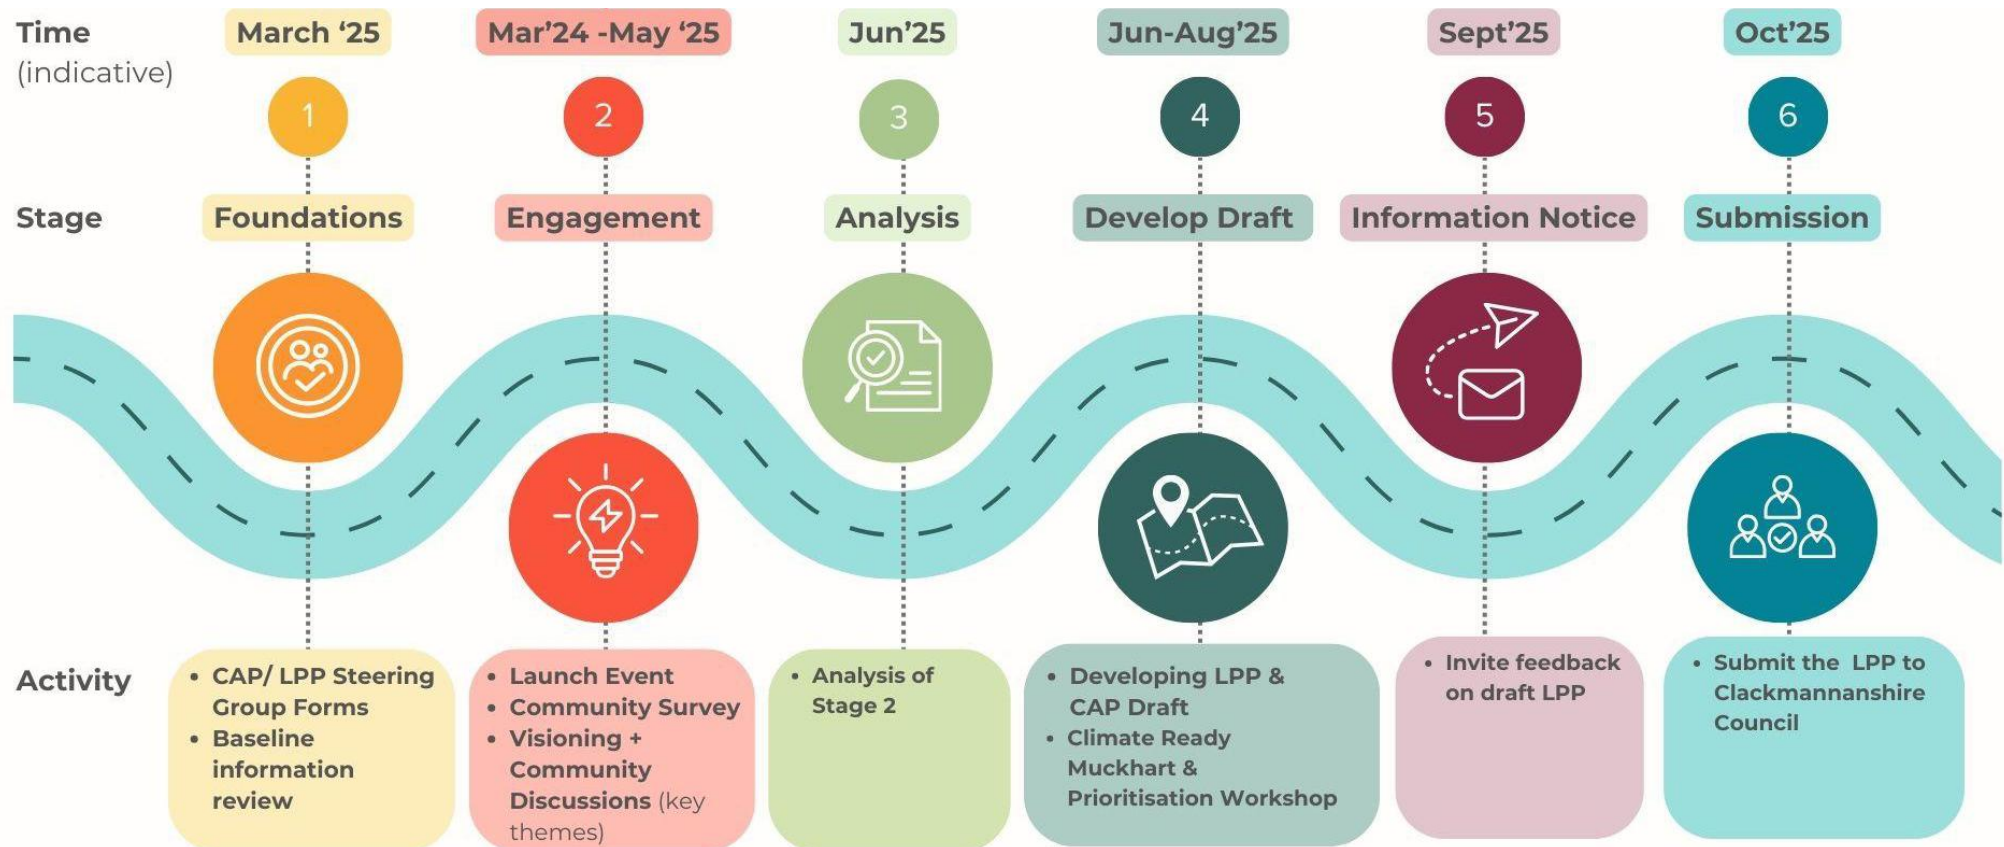 Time
(indicative)
March ‘25
Mar’24 -May ‘25
Jun’25
Jun-Aug’25
Sept’25
Oct’25
1
2
3
4
5
6
Stage
Foundations
Engagement
Analysis
Develop Draft
Information Notice
Submission
Activity
• CAP/ LPP Steering
Group Forms
• Baseline
information
review
• Launch Event
• Community Survey
• Visioning +
Community
Discussions (key
themes)
• Analysis of
Stage 2
• Developing LPP &
CAP Draft
• Climate Ready
Muckhart &
Prioritisation Workshop
• Invite feedback
on draft LPP
• Submit the LPP to
Clackmannanshire
Council